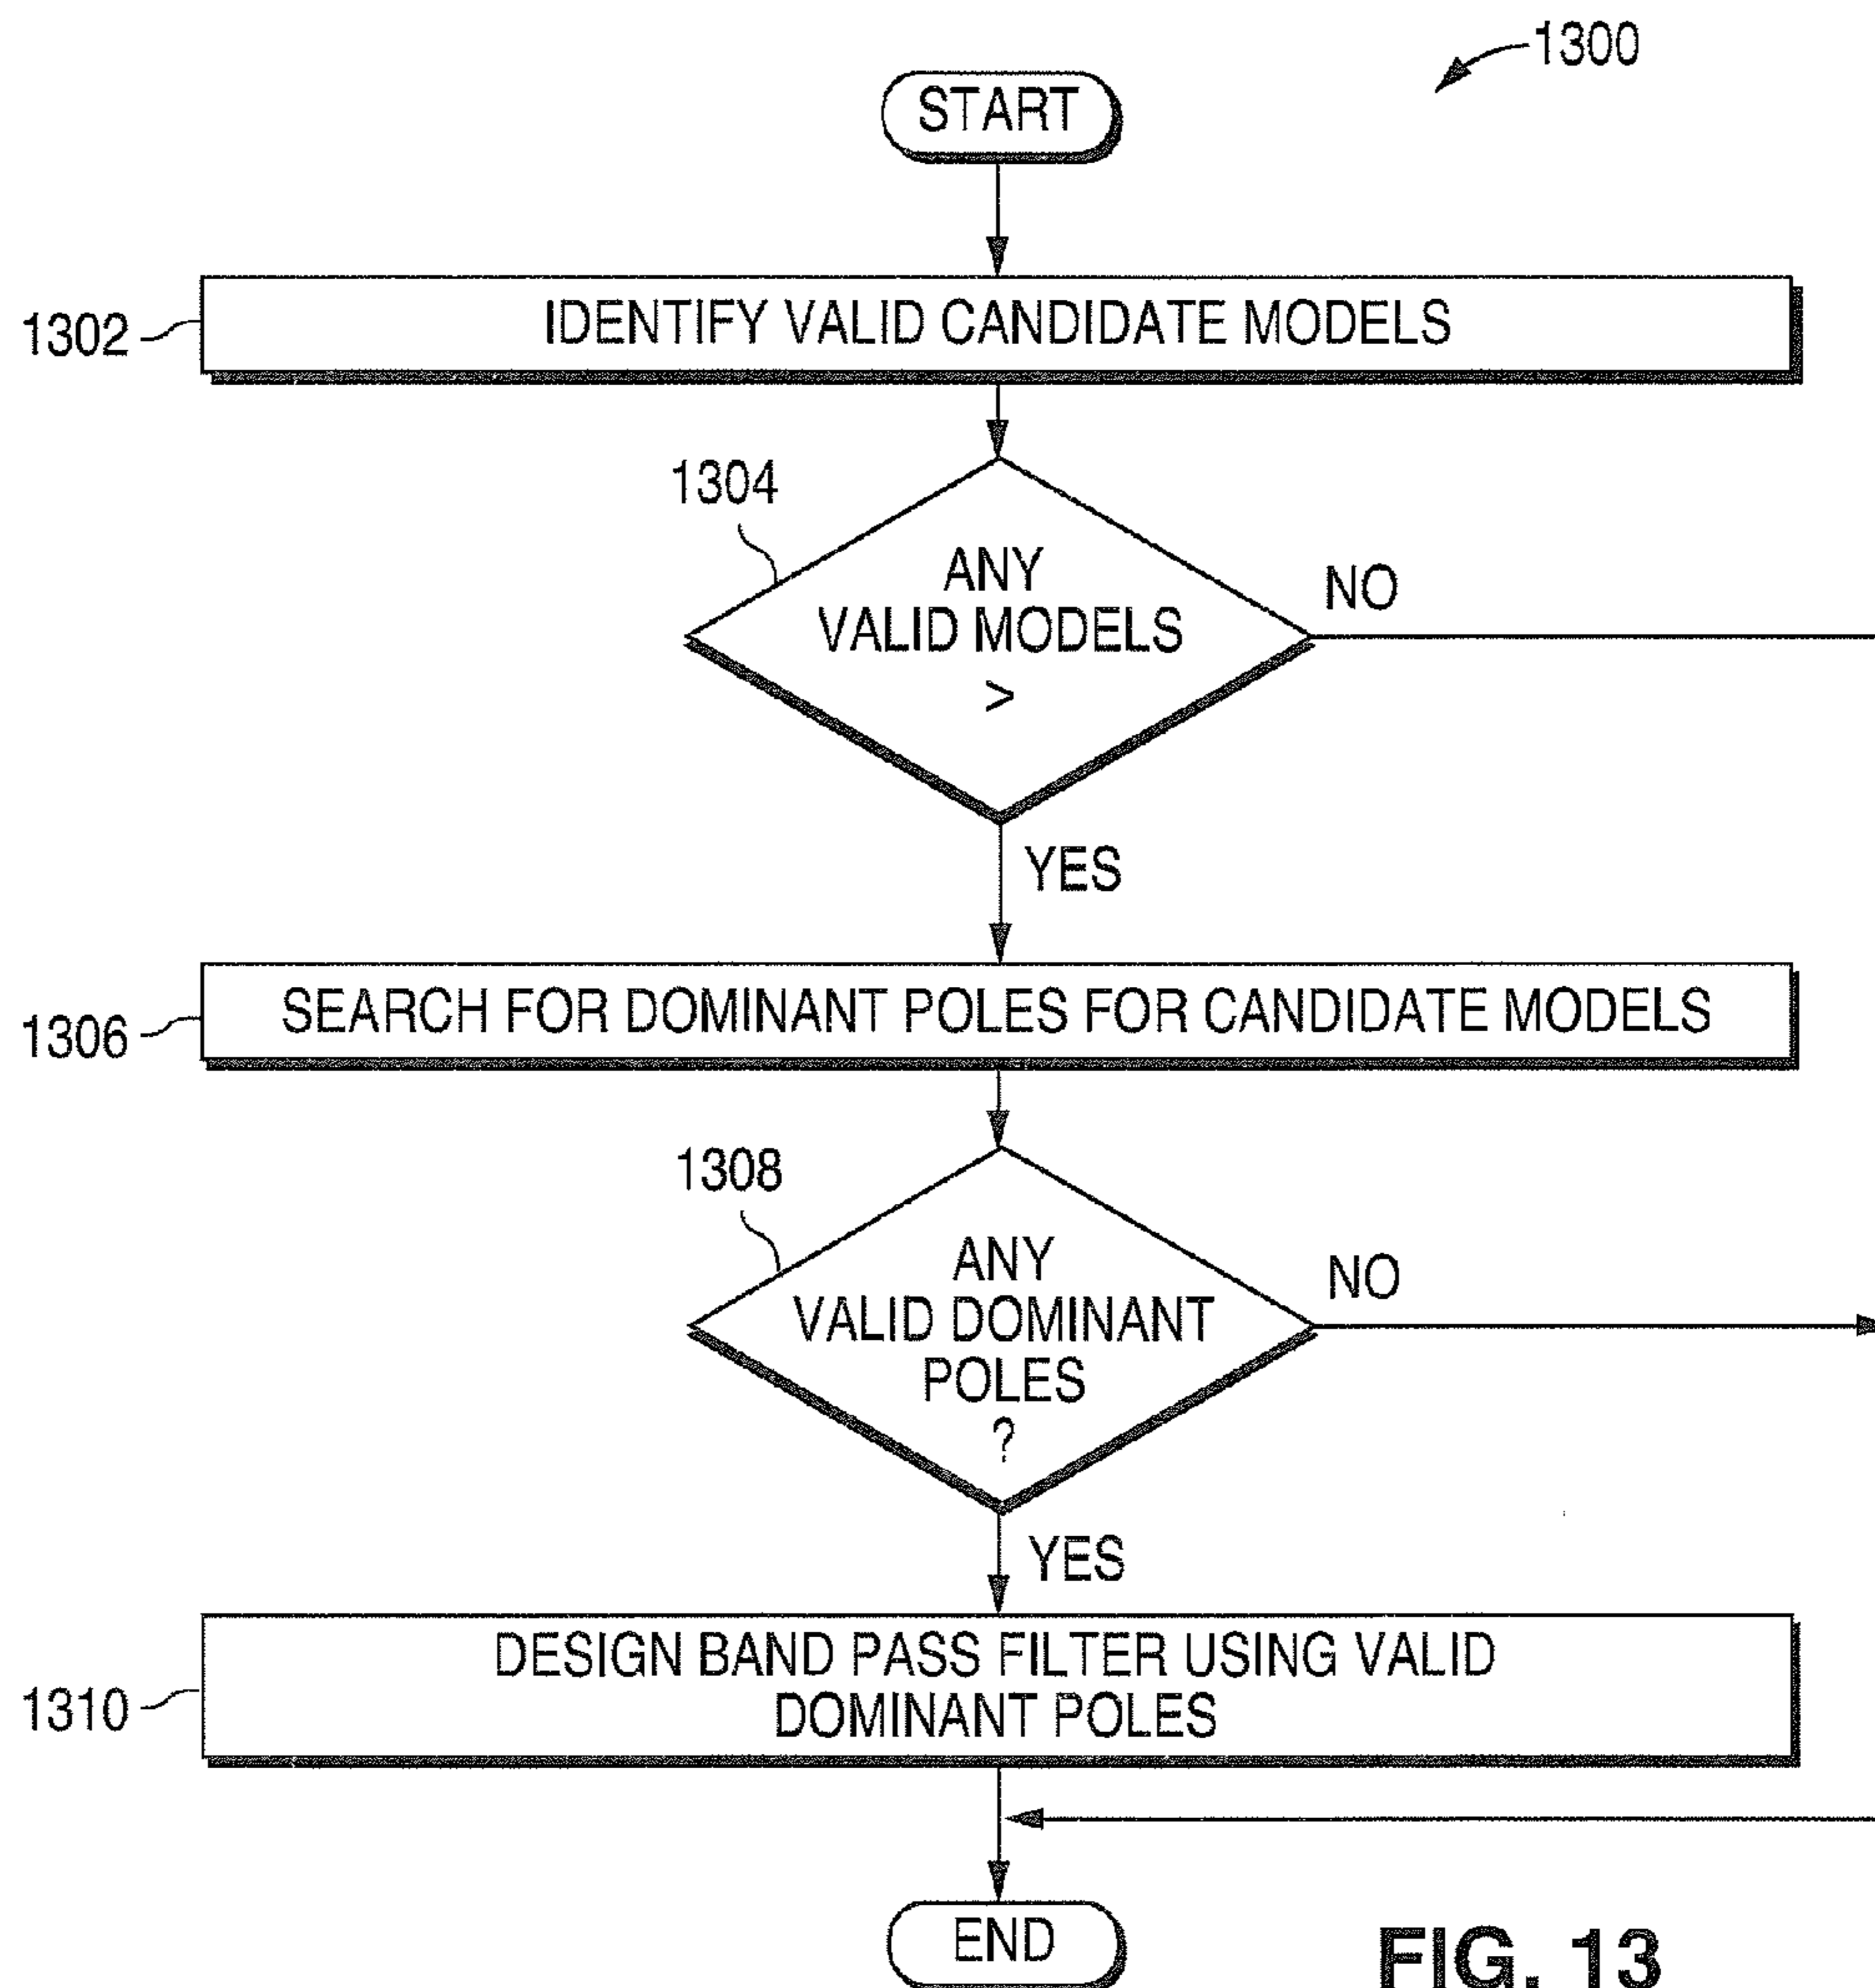 1300
START
1302
IDENTIFY VALID CANDIDATE MODELS
1304
ANY
VALID MODELS
>
NO
YES
1306
SEARCH FOR DOMINANT POLES FOR CANDIDATE MODELS
1308
ANY
VALID DOMINANT
POLES
?
NO
YES
1310
DESIGN BAND PASS FILTER USING VALID
DOMINANT POLES
END
FIG. 13